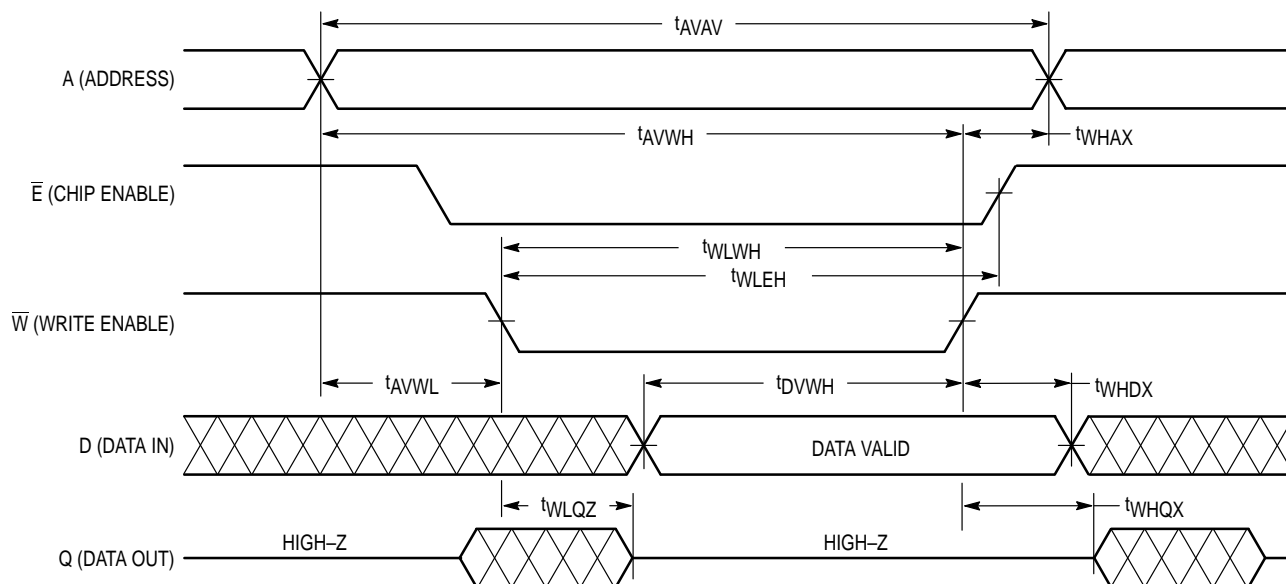 tAVAV
A (ADDRESS)
tAVWH
tWHAX
E̅ (CHIP ENABLE)
tWLWH
tWLEH
W̅ (WRITE ENABLE)
tAVWL
tDVWH
tWHDX
D (DATA IN)
DATA VALID
tWLQZ
tWHQX
Q (DATA OUT)
HIGH–Z
HIGH–Z